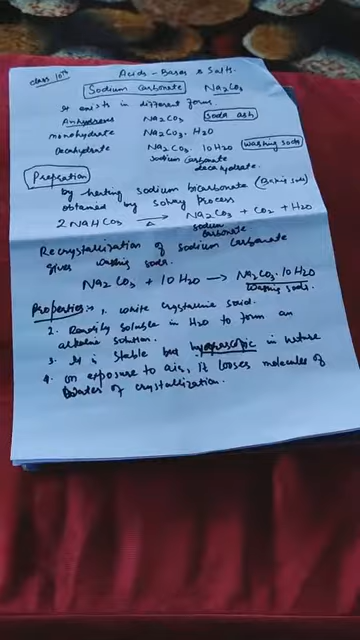 class 10th
Acids - Bases & Salts.
Sodium Carbonate Na2CO3
It exists in different forms.
Anhydrous Na2CO3 soda ash
monohydrate Na2CO3. H2O
Decahydrate Na2CO3. 10H2O washing soda
sodium carbonate
decahydrate.
Prepration
by heating sodium bicarbonate (Baking soda)
obtained by solvay process
2NaHCO3 → Na2CO3 + CO2 + H2O
Δ sodium
carbonate
Recrystallization of sodium carbonate
gives washing soda.
Na2CO3 + 10H2O → Na2CO3.10H2O
washing soda.
Properties:- 1. white crystalline solid.
2. Readily soluble in H2O to form an
alkaline solution.
3. It is stable but hygroscopic in nature
4. on exposure to air, it looses molecules of
water of crystallization.